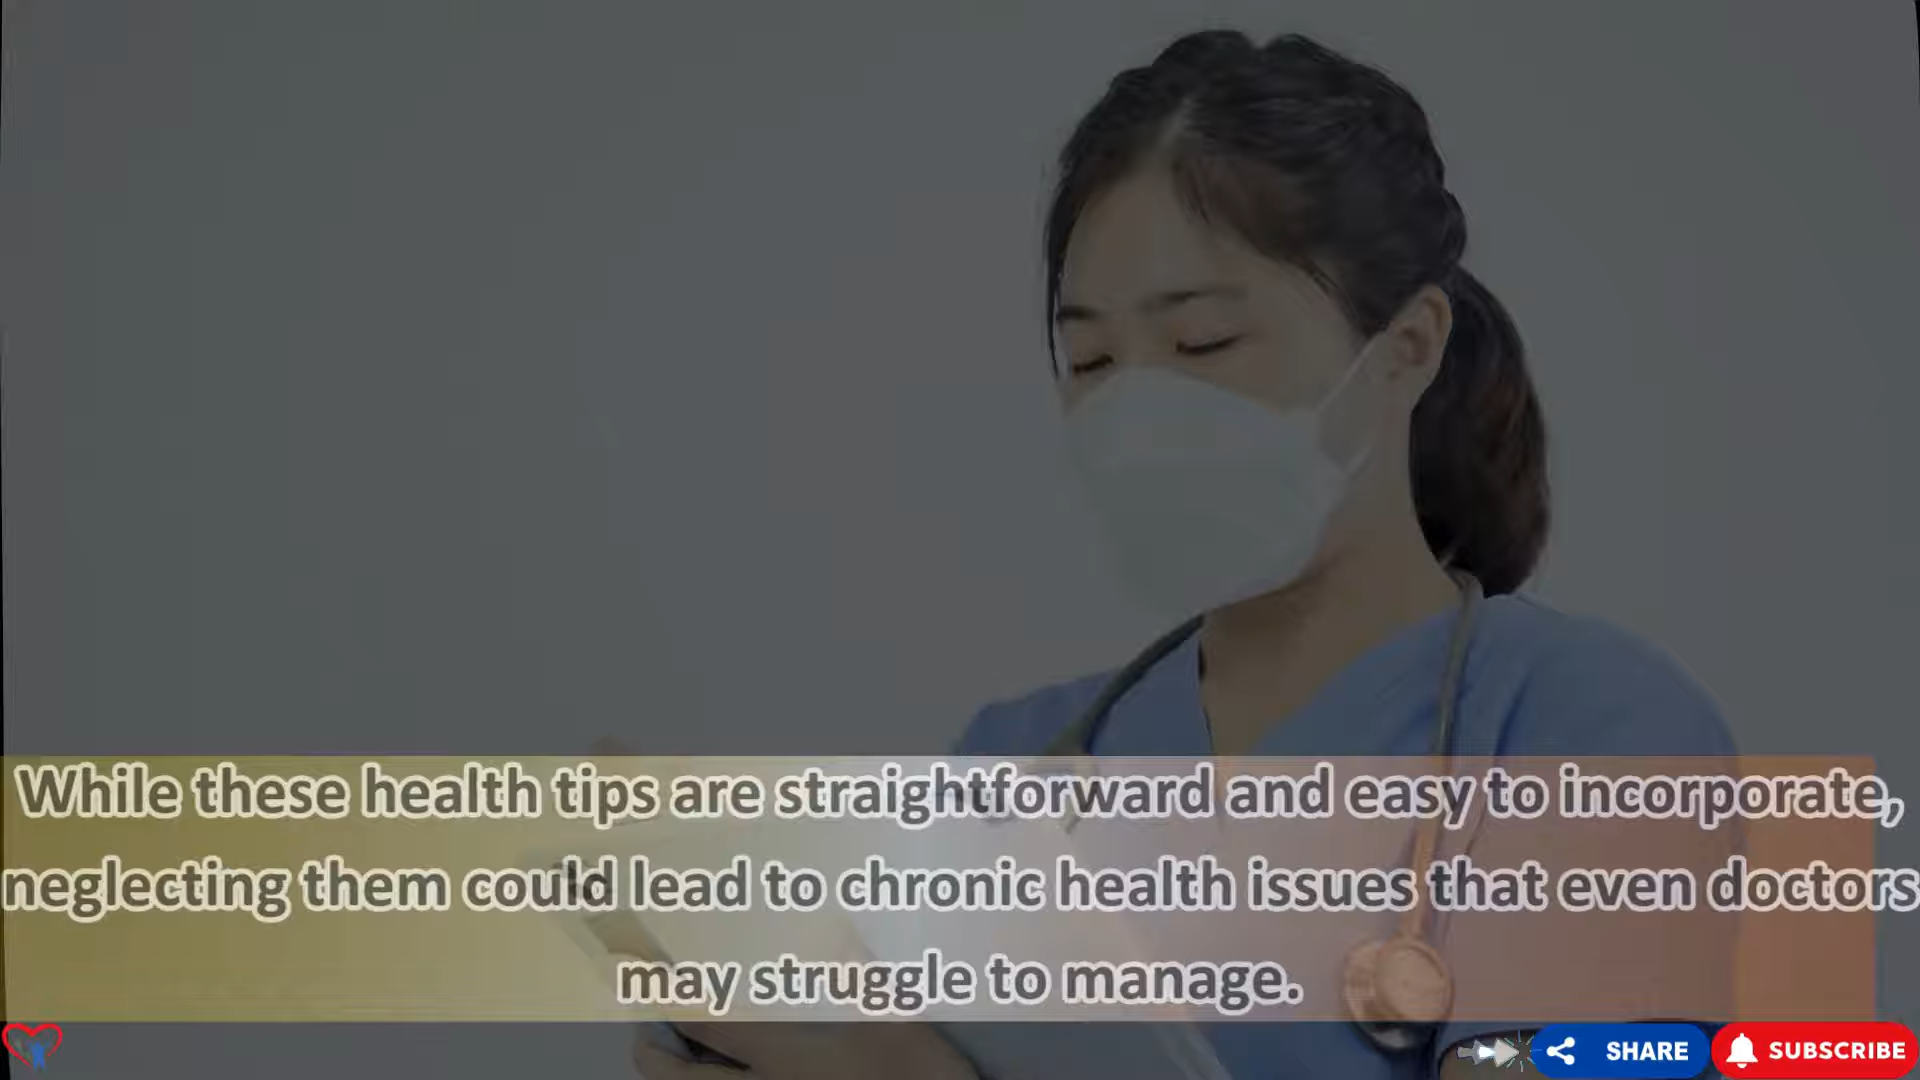 While these health tips are straightforward and easy to incorporate,
neglecting them could lead to chronic health issues that even doctors
may struggle to manage.
SHARE
SUBSCRIBE